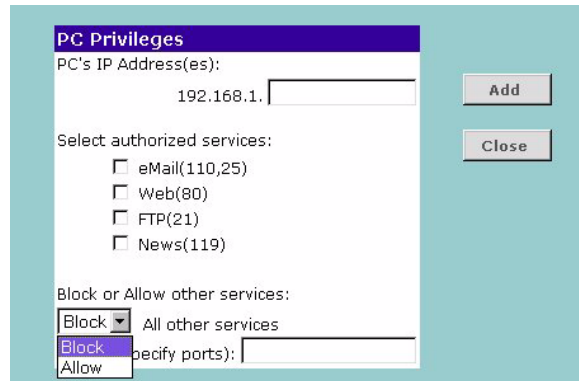 PC Privileges
PC's IP Address(es):
192.168.1.
Add
Select authorized services:
Close
eMail(110,25)
Web(80)
FTP(21)
News(119)
Block or Allow other services:
Block All other services
Block ecify ports):
Allow